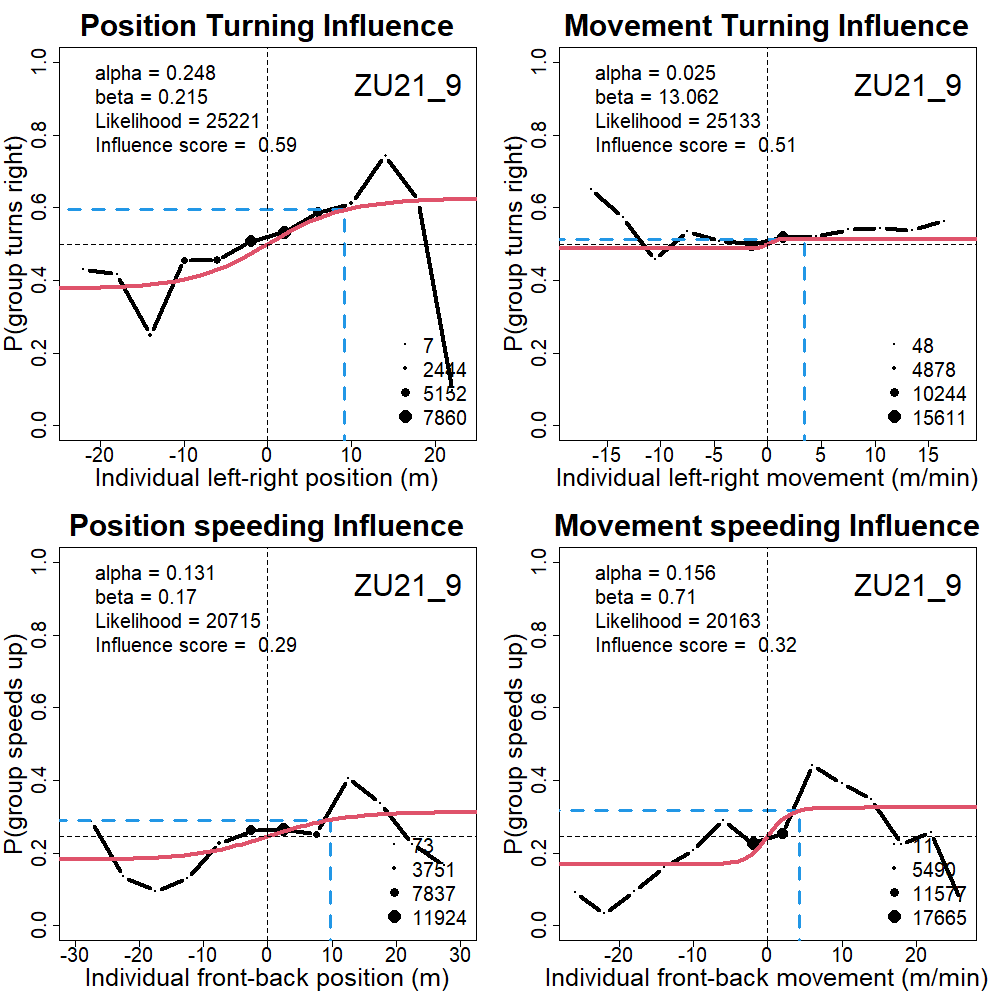 Position Turning Influence
P(group turns right)
1.0
0.8
0.6
0.4
0.2
0.0
alpha = 0.248
beta = 0.215
Likelihood = 25221
Influence score = 0.59
ZU21_9
7
2444
5152
7860
-20
-10
0
10
20
Individual left-right position (m)
Movement Turning Influence
P(group turns right)
1.0
0.8
0.6
0.4
0.2
0.0
alpha = 0.025
beta = 13.062
Likelihood = 25133
Influence score = 0.51
ZU21_9
48
4878
10244
15611
-15
-10
-5
0
5
10
15
Individual left-right movement (m/min)
Position speeding Influence
P(group speeds up)
1.0
0.8
0.6
0.4
0.2
0.0
alpha = 0.131
beta = 0.17
Likelihood = 20715
Influence score = 0.29
ZU21_9
73
3751
7837
11924
-30
-20
-10
0
10
20
30
Individual front-back position (m)
Movement speeding Influence
P(group speeds up)
1.0
0.8
0.6
0.4
0.2
0.0
alpha = 0.156
beta = 0.71
Likelihood = 20163
Influence score = 0.32
ZU21_9
11
5490
11577
17665
-20
-10
0
10
20
Individual front-back movement (m/min)